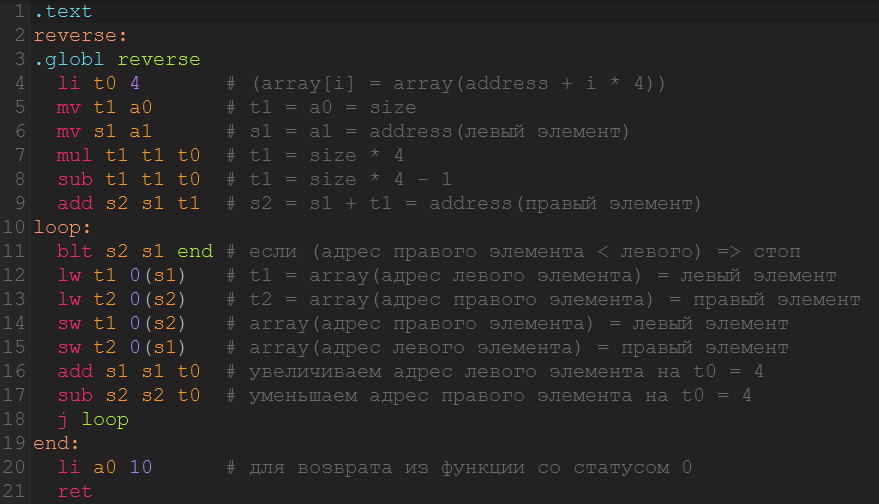 1 .text
2 reverse:
3 .globl reverse
4   li t0 4       # (array[i] = array(address + i * 4))
5   mv t1 a0      # t1 = a0 = size
6   mv s1 a1      # s1 = a1 = address(левый элемент)
7   mul t1 t1 t0  # t1 = size * 4
8   sub t1 t1 t0  # t1 = size * 4 - 1
9   add s2 s1 t1  # s2 = s1 + t1 = address(правый элемент)
10 loop:
11   blt s2 s1 end # если (адрес правого элемента < левого) => стоп
12   lw t1 0(s1)   # t1 = array(адрес левого элемента) = левый элемент
13   lw t2 0(s2)   # t2 = array(адрес правого элемента) = правый элемент
14   sw t1 0(s2)   # array(адрес правого элемента) = левый элемент
15   sw t2 0(s1)   # array(адрес левого элемента) = правый элемент
16   add s1 s1 t0  # увеличиваем адрес левого элемента на t0 = 4
17   sub s2 s2 t0  # уменьшаем адрес правого элемента на t0 = 4
18   j loop
19 end:
20   li a0 10      # для возврата из функции со статусом 0
21   ret